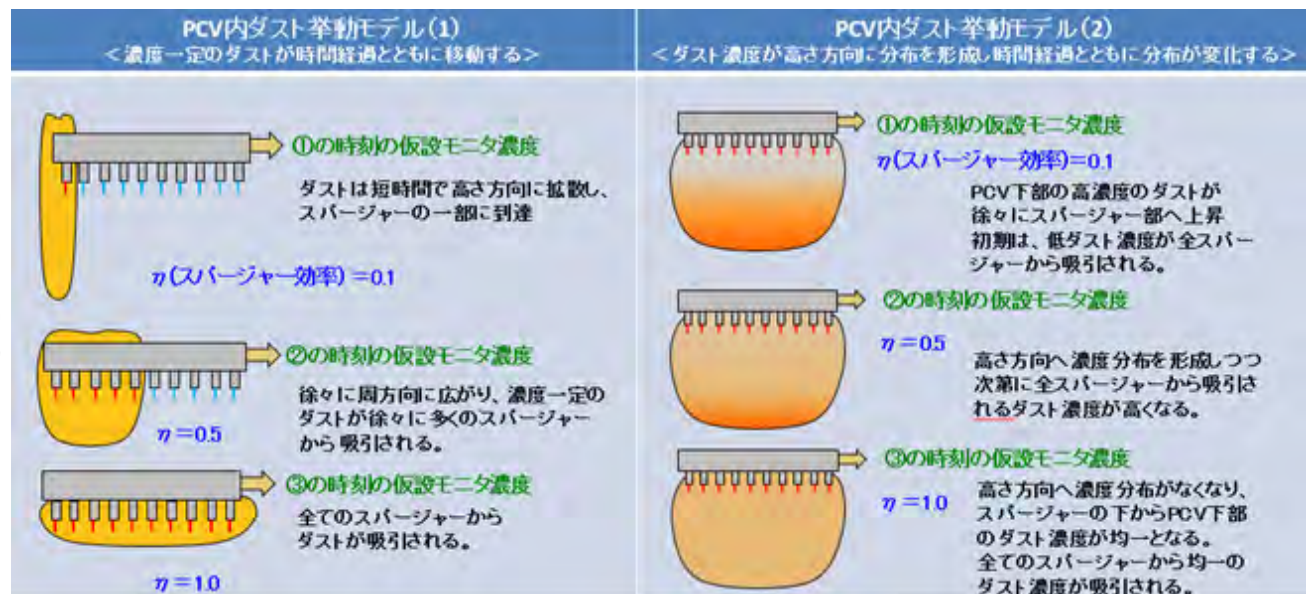 PCV内ダスト挙動モデル(1)
<濃度一定のダストが時間経過とともに移動する>
①の時刻の仮設モニタ濃度
ダストは短時間で高さ方向に拡散し、
スパージャーの一部に到達
η(スパージャー効率)=0.1
②の時刻の仮設モニタ濃度
徐々に周方向に広がり、濃度一定の
ダストが徐々に多くのスパージャー
から吸引される。
η=0.5
③の時刻の仮設モニタ濃度
全てのスパージャーから
ダストが吸引される。
η=1.0
PCV内ダスト挙動モデル(2)
<ダスト濃度が高さ方向に分布を形成し時間経過とともに分布が変化する>
①の時刻の仮設モニタ濃度
η(スパージャー効率)=0.1
PCV下部の高濃度のダストが
徐々にスパージャー部へ上昇
初期は、低ダスト濃度が全スパー
ジャーから吸引される。
②の時刻の仮設モニタ濃度
η=0.5
高さ方向へ濃度分布を形成しつつ
次第に全スパージャーから吸引さ
れるダスト濃度が高くなる。
③の時刻の仮設モニタ濃度
η=1.0
高さ方向へ濃度分布がなくなり、
スパージャーの下からPCV下部
のダスト濃度が均一となる。
全てのスパージャーから均一の
ダスト濃度が吸引される。